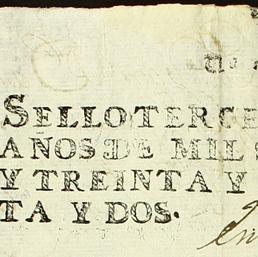 SELLO TERCE
AÑOS DE MIL S
Y TREINTA Y
TA Y DOS.